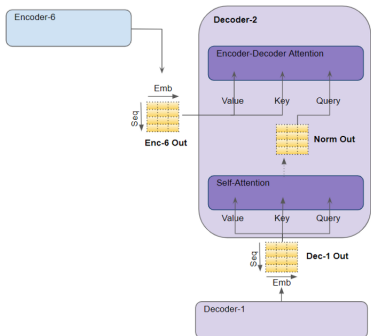 Encoder-6
Decoder-2
Encoder-Decoder Attention
Emb
Value
Key
Query
Seq
Enc-6 Out
Norm Out
Self-Attention
Value
Key
Query
Seq
Dec-1 Out
Emb
Decoder-1